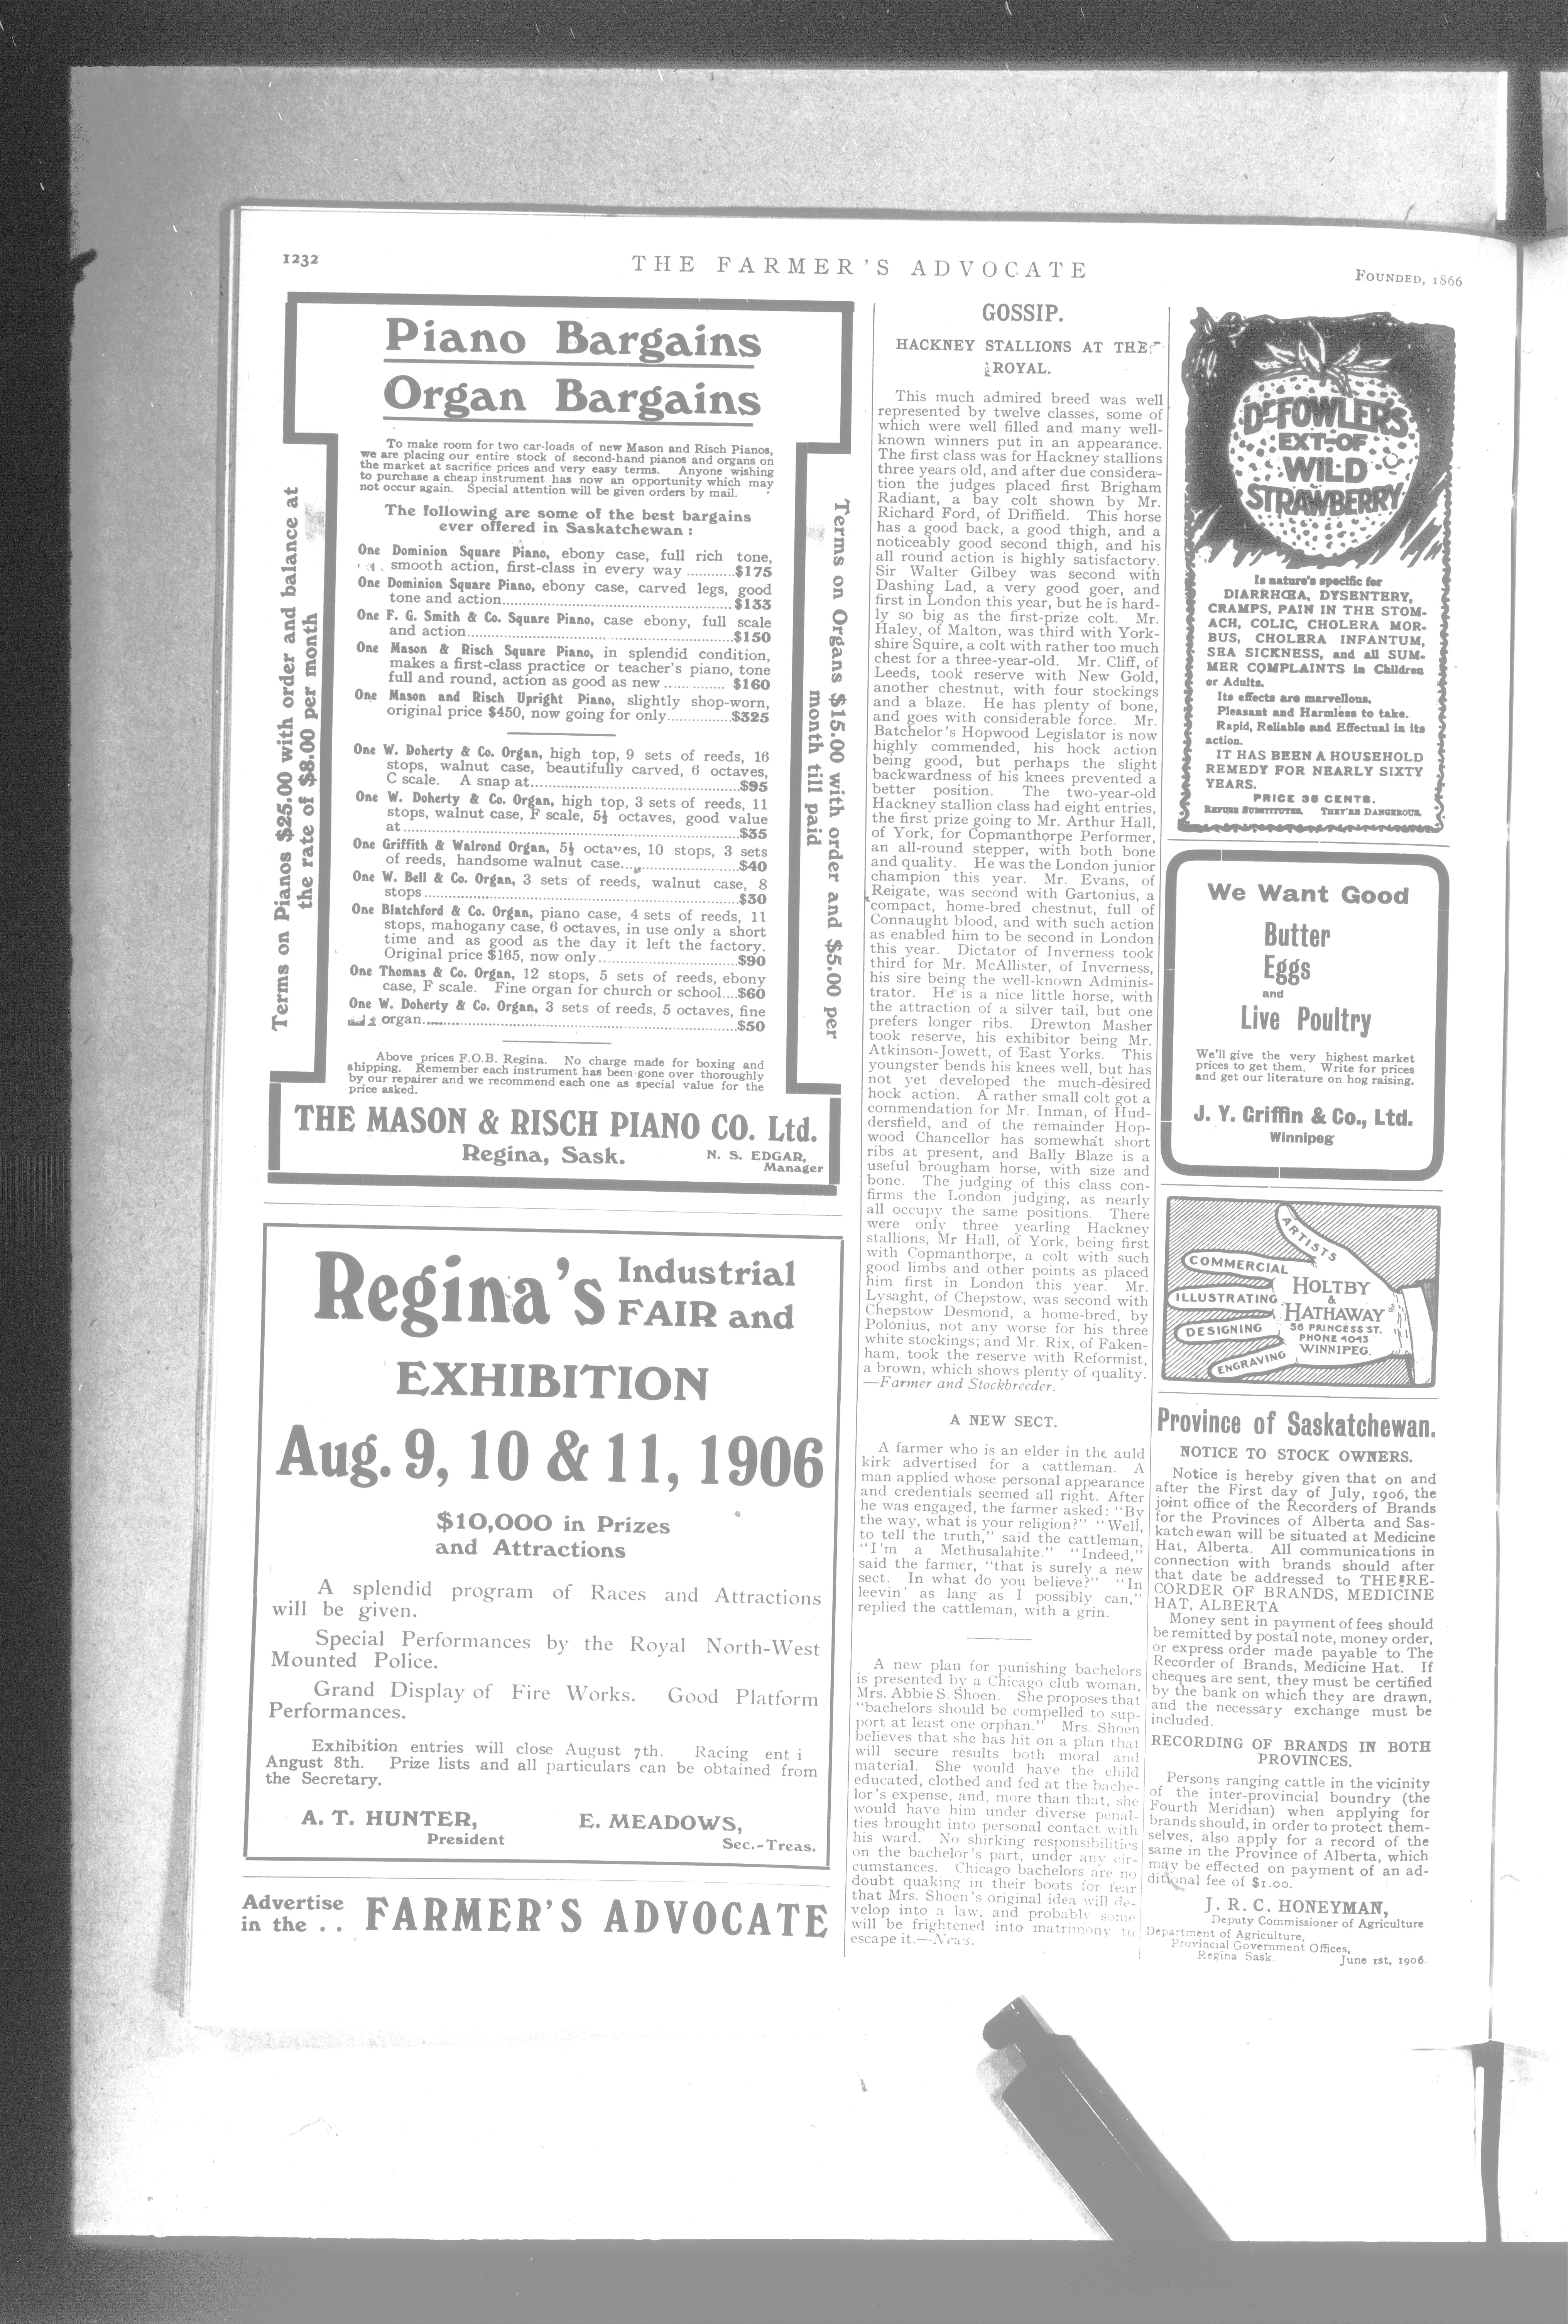 1232
THE FARMER'S ADVOCATE
FOUNDED, 1866
Piano Bargains
Organ Bargains
To make room for two car-loads of new Mason and Risch Pianos,
we are placing our entire stock of second-hand pianos and organs on
the market at sacrifice prices and very easy terms. Anyone wishing
to purchase a cheap instrument has now an opportunity which may
not occur again. Special attention will be given orders by mail.
The following are some of the best bargains
ever offered in Saskatchewan :
One Dominion Square Piano, ebony case, full rich tone,
smooth action, first-class in every way ...........$175
One Dominion Square Piano, ebony case, carved legs, good
tone and action..................................................$133
One F. G. Smith & Co. Square Piano, case ebony, full scale
and action.........................................................$150
One Mason & Risch Square Piano, in splendid condition,
makes a first-class practice or teacher's piano, tone
full and round, action as good as new ............. $160
One Mason and Risch Upright Piano, slightly shop-worn,
original price $450, now going for only..............$325
One W. Doherty & Co. Organ, high top, 9 sets of reeds, 16
stops, walnut case, beautifully carved, 6 octaves,
C scale. A snap at.............................................$95
One W. Doherty & Co. Organ, high top, 3 sets of reeds, 11
stops, walnut case, F scale, 5½ octaves, good value
at........................................................................$35
One Griffith & Walrond Organ, 5½ octaves, 10 stops, 3 sets
of reeds, handsome walnut case.........................$40
One W. Bell & Co. Organ, 3 sets of reeds, walnut case, 8
stops...................................................................$30
One Blatchford & Co. Organ, piano case, 4 sets of reeds, 11
stops, mahogany case, 6 octaves, in use only a short
time and as good as the day it left the factory.
Original price $165, now only..............................$90
One Thomas & Co. Organ, 12 stops, 5 sets of reeds, ebony
case, F scale. Fine organ for church or school....$60
One W. Doherty & Co. Organ, 3 sets of reeds, 5 octaves, fine
organ...................................................................$50
Above prices F.O.B. Regina. No charge made for boxing and
shipping. Remember each instrument has been gone over thoroughly
by our repairer and we recommend each one as special value for the
price asked.
Terms on Pianos $25.00 with order and balance at
the rate of $8.00 per month
Terms on Organs $15.00 with order and $5.00 per
month till paid
THE MASON & RISCH PIANO CO. Ltd.
Regina, Sask.
N. S. EDGAR,
Manager
Regina's Industrial
FAIR and
EXHIBITION
Aug. 9, 10 & 11, 1906
$10,000 in Prizes
and Attractions
A splendid program of Races and Attractions
will be given.
Special Performances by the Royal North-West
Mounted Police.
Grand Display of Fire Works. Good Platform
Performances.
Exhibition entries will close August 7th. Racing ent i
Angust 8th. Prize lists and all particulars can be obtained from
the Secretary.
A. T. HUNTER,
President
E. MEADOWS,
Sec.-Treas.
Advertise
in the . .
FARMER'S ADVOCATE
GOSSIP.
HACKNEY STALLIONS AT THE
ROYAL.
This much admired breed was well
represented by twelve classes, some of
which were well filled and many well-
known winners put in an appearance.
The first class was for Hackney stallions
three years old, and after due considera-
tion the judges placed first Brigham
Radiant, a bay colt shown by Mr.
Richard Ford, of Driffield. This horse
has a good back, a good thigh, and a
noticeably good second thigh, and his
all round action is highly satisfactory.
Sir Walter Gilbey was second with
Dashing Lad, a very good goer, and
first in London this year, but he is hard-
ly so big as the first-prize colt. Mr.
Haley, of Malton, was third with York-
shire Squire, a colt with rather too much
chest for a three-year-old. Mr. Cliff, of
Leeds, took reserve with New Gold,
another chestnut, with four stockings
and a blaze. He has plenty of bone,
and goes with considerable force. Mr.
Batchelor's Hopwood Legislator is now
highly commended, his hock action
being good, but perhaps the slight
backwardness of his knees prevented a
better position. The two-year-old
Hackney stallion class had eight entries,
the first prize going to Mr. Arthur Hall,
of York, for Copmanthorpe Performer,
an all-round stepper, with both bone
and quality. He was the London junior
champion this year. Mr. Evans, of
Reigate, was second with Gartonius, a
compact, home-bred chestnut, full of
Connaught blood, and with such action
as enabled him to be second in London
this year. Dictator of Inverness took
third for Mr. McAllister, of Inverness,
his sire being the well-known Adminis-
trator. He is a nice little horse, with
the attraction of a silver tail, but one
prefers longer ribs. Drewton Masher
took reserve, his exhibitor being Mr.
Atkinson-Jowett, of East Yorks. This
youngster bends his knees well, but has
not yet developed the much-desired
hock action. A rather small colt got a
commendation for Mr. Inman, of Hud-
dersfield, and of the remainder Hop-
wood Chancellor has somewhat short
ribs at present, and Bally Blaze is a
useful brougham horse, with size and
bone. The judging of this class con-
firms the London judging, as nearly
all occupy the same positions. There
were only three yearling Hackney
stallions, Mr Hall, of York, being first
with Copmanthorpe, a colt with such
good limbs and other points as placed
him first in London this year. Mr.
Lysaght, of Chepstow, was second with
Chepstow Desmond, a home-bred, by
Polonius, not any worse for his three
white stockings; and Mr. Rix, of Faken-
ham, took the reserve with Reformist,
a brown, which shows plenty of quality.
—Farmer and Stockbreeder.
A NEW SECT.
A farmer who is an elder in the auld
kirk advertised for a cattleman. A
man applied whose personal appearance
and credentials seemed all right. After
he was engaged, the farmer asked: "By
the way, what is your religion?" "Well,
to tell the truth," said the cattleman,
"I'm a Methusalahite." "Indeed,"
said the farmer, "that is surely a new
sect. In what do you believe?" "In
leevin' as lang as I possibly can,"
replied the cattleman, with a grin.
A new plan for punishing bachelors
is presented by a Chicago club woman,
Mrs. Abbie S. Shoen. She proposes that
"bachelors should be compelled to sup-
port at least one orphan." Mrs. Shoen
believes that she has hit on a plan that
will secure results both moral and
material. She would have the child
educated, clothed and fed at the bache-
lor's expense, and, more than that, she
would have him under diverse penal-
ties brought into personal contact with
his ward. No shirking responsibilities
on the bachelor's part, under any cir-
cumstances. Chicago bachelors are no
doubt quaking in their boots for fear
that Mrs. Shoen's original idea will de-
velop into a law, and probably some
will be frightened into matrimony to
escape it.—News.
DR. FOWLER'S
EXT-OF
WILD
STRAWBERRY
Is nature's specific for
DIARRHŒA, DYSENTERY,
CRAMPS, PAIN IN THE STOM-
ACH, COLIC, CHOLERA MOR-
BUS, CHOLERA INFANTUM,
SEA SICKNESS, and all SUM-
MER COMPLAINTS in Children
or Adults.
Its effects are marvellous.
Pleasant and Harmless to take.
Rapid, Reliable and Effectual in its
action.
IT HAS BEEN A HOUSEHOLD
REMEDY FOR NEARLY SIXTY
YEARS.
PRICE 35 CENTS.
REFUSE SUBSTITUTES. THEY'RE DANGEROUS.
We Want Good
Butter
Eggs
and
Live Poultry
We'll give the very highest market
prices to get them. Write for prices
and get our literature on hog raising.
J. Y. Griffin & Co., Ltd.
Winnipeg
ARTISTS
COMMERCIAL
ILLUSTRATING
DESIGNING
ENGRAVING
HOLTBY
&
HATHAWAY
56 PRINCESS ST.
PHONE 4043
WINNIPEG.
Province of Saskatchewan.
NOTICE TO STOCK OWNERS.
Notice is hereby given that on and
after the First day of July, 1906, the
joint office of the Recorders of Brands
for the Provinces of Alberta and Sas-
katchewan will be situated at Medicine
Hat, Alberta. All communications in
connection with brands should after
that date be addressed to THE RE-
CORDER OF BRANDS, MEDICINE
HAT, ALBERTA
Money sent in payment of fees should
be remitted by postal note, money order,
or express order made payable to The
Recorder of Brands, Medicine Hat. If
cheques are sent, they must be certified
by the bank on which they are drawn,
and the necessary exchange must be
included.
RECORDING OF BRANDS IN BOTH
PROVINCES.
Persons ranging cattle in the vicinity
of the inter-provincial boundry (the
Fourth Meridian) when applying for
brands should, in order to protect them-
selves, also apply for a record of the
same in the Province of Alberta, which
may be effected on payment of an ad-
ditional fee of $1.00.
J. R. C. HONEYMAN,
Deputy Commissioner of Agriculture
Department of Agriculture,
Provincial Government Offices,
Regina Sask.
June 1st, 1906.